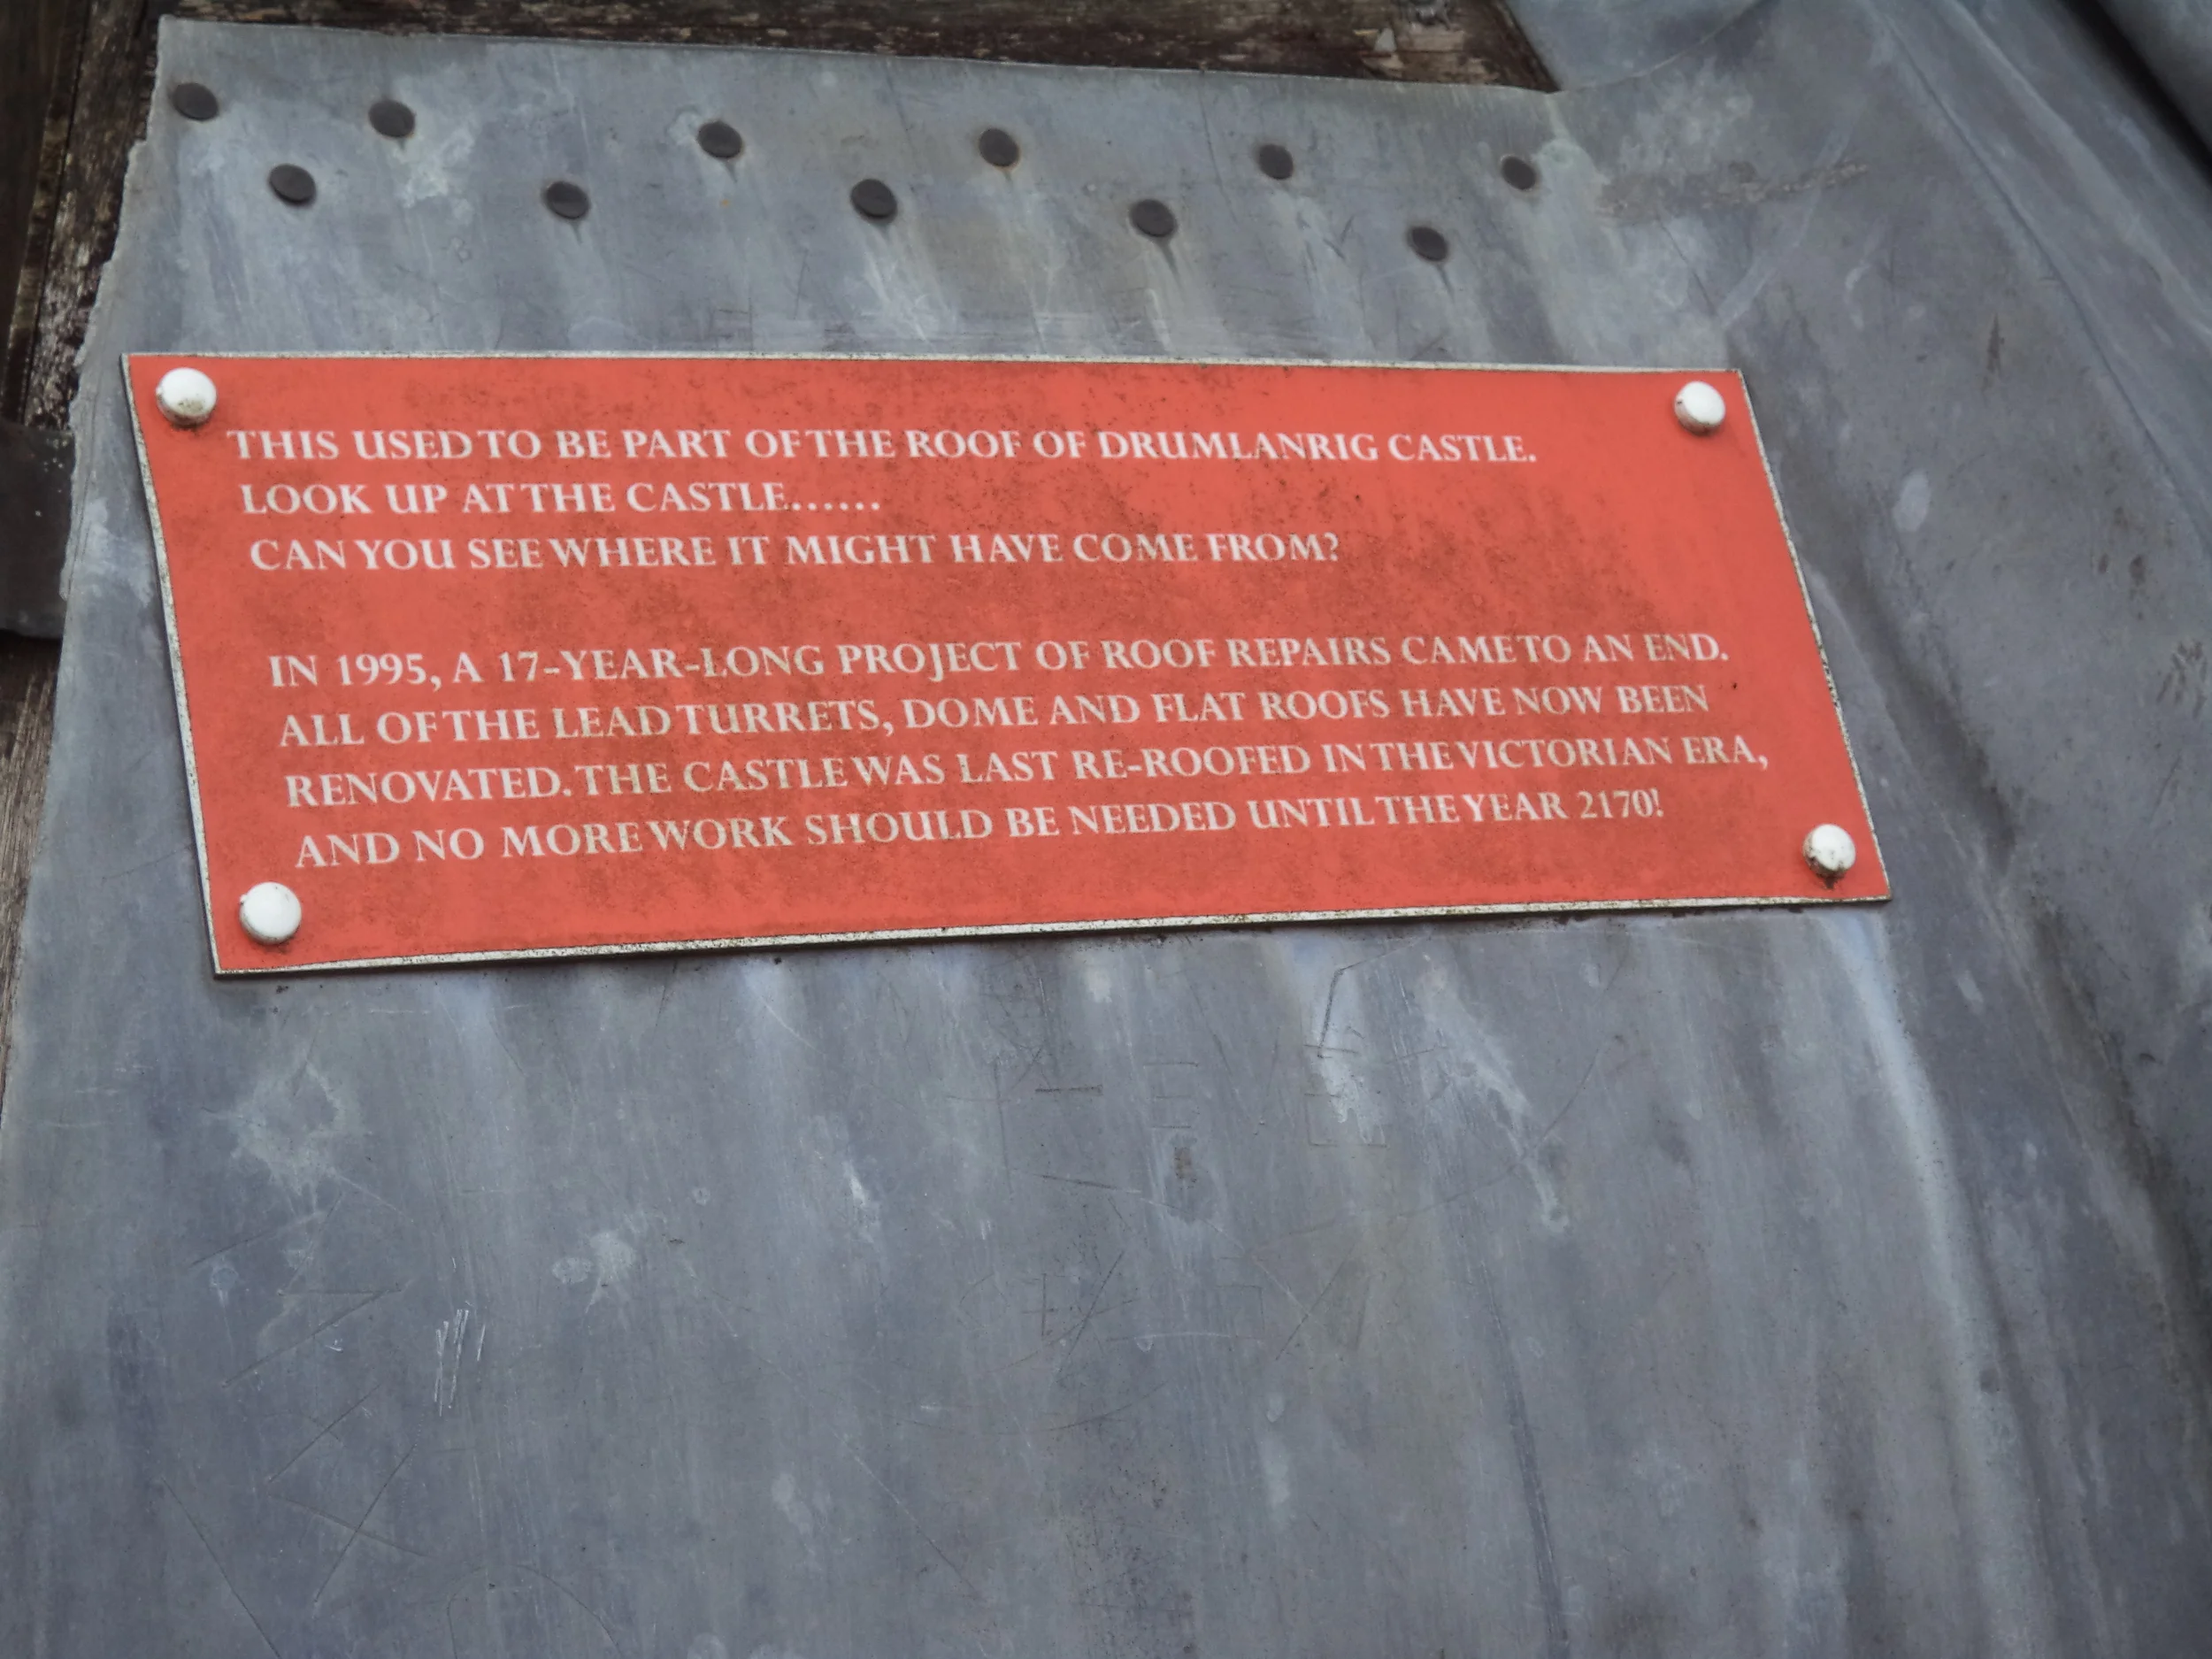 THIS USED TO BE PART OF THE ROOF OF DRUMLANRIG CASTLE.
LOOK UP AT THE CASTLE......
CAN YOU SEE WHERE IT MIGHT HAVE COME FROM?
IN 1995, A 17-YEAR-LONG PROJECT OF ROOF REPAIRS CAME TO AN END.
ALL OF THE LEAD TURRETS, DOME AND FLAT ROOFS HAVE NOW BEEN
RENOVATED. THE CASTLE WAS LAST RE-ROOFED IN THE VICTORIAN ERA,
AND NO MORE WORK SHOULD BE NEEDED UNTIL THE YEAR 2170!